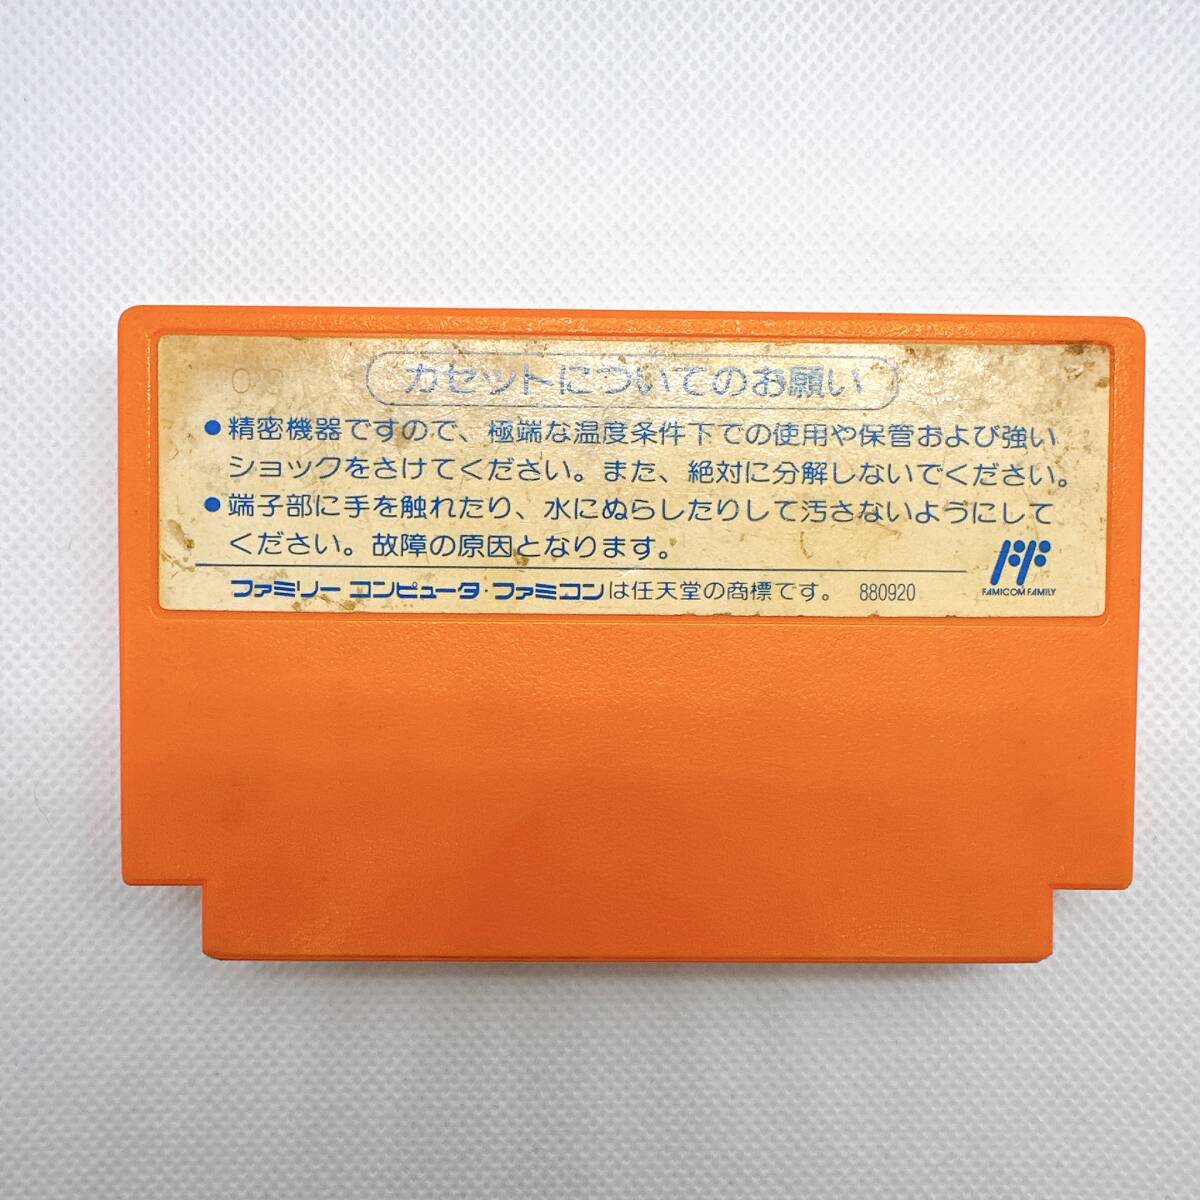 カセットについてのお願い
●精密機器ですので、極端な温度条件下での使用や保管および強い
ショックをさけてください。また、絶対に分解しないでください。
●端子部に手を触れたり、水にぬらしたりして汚さないようにして
ください。故障の原因となります。
ファミリー コンピュータ・ファミコンは任天堂の商標です。 880920
FAMICOM FAMILY